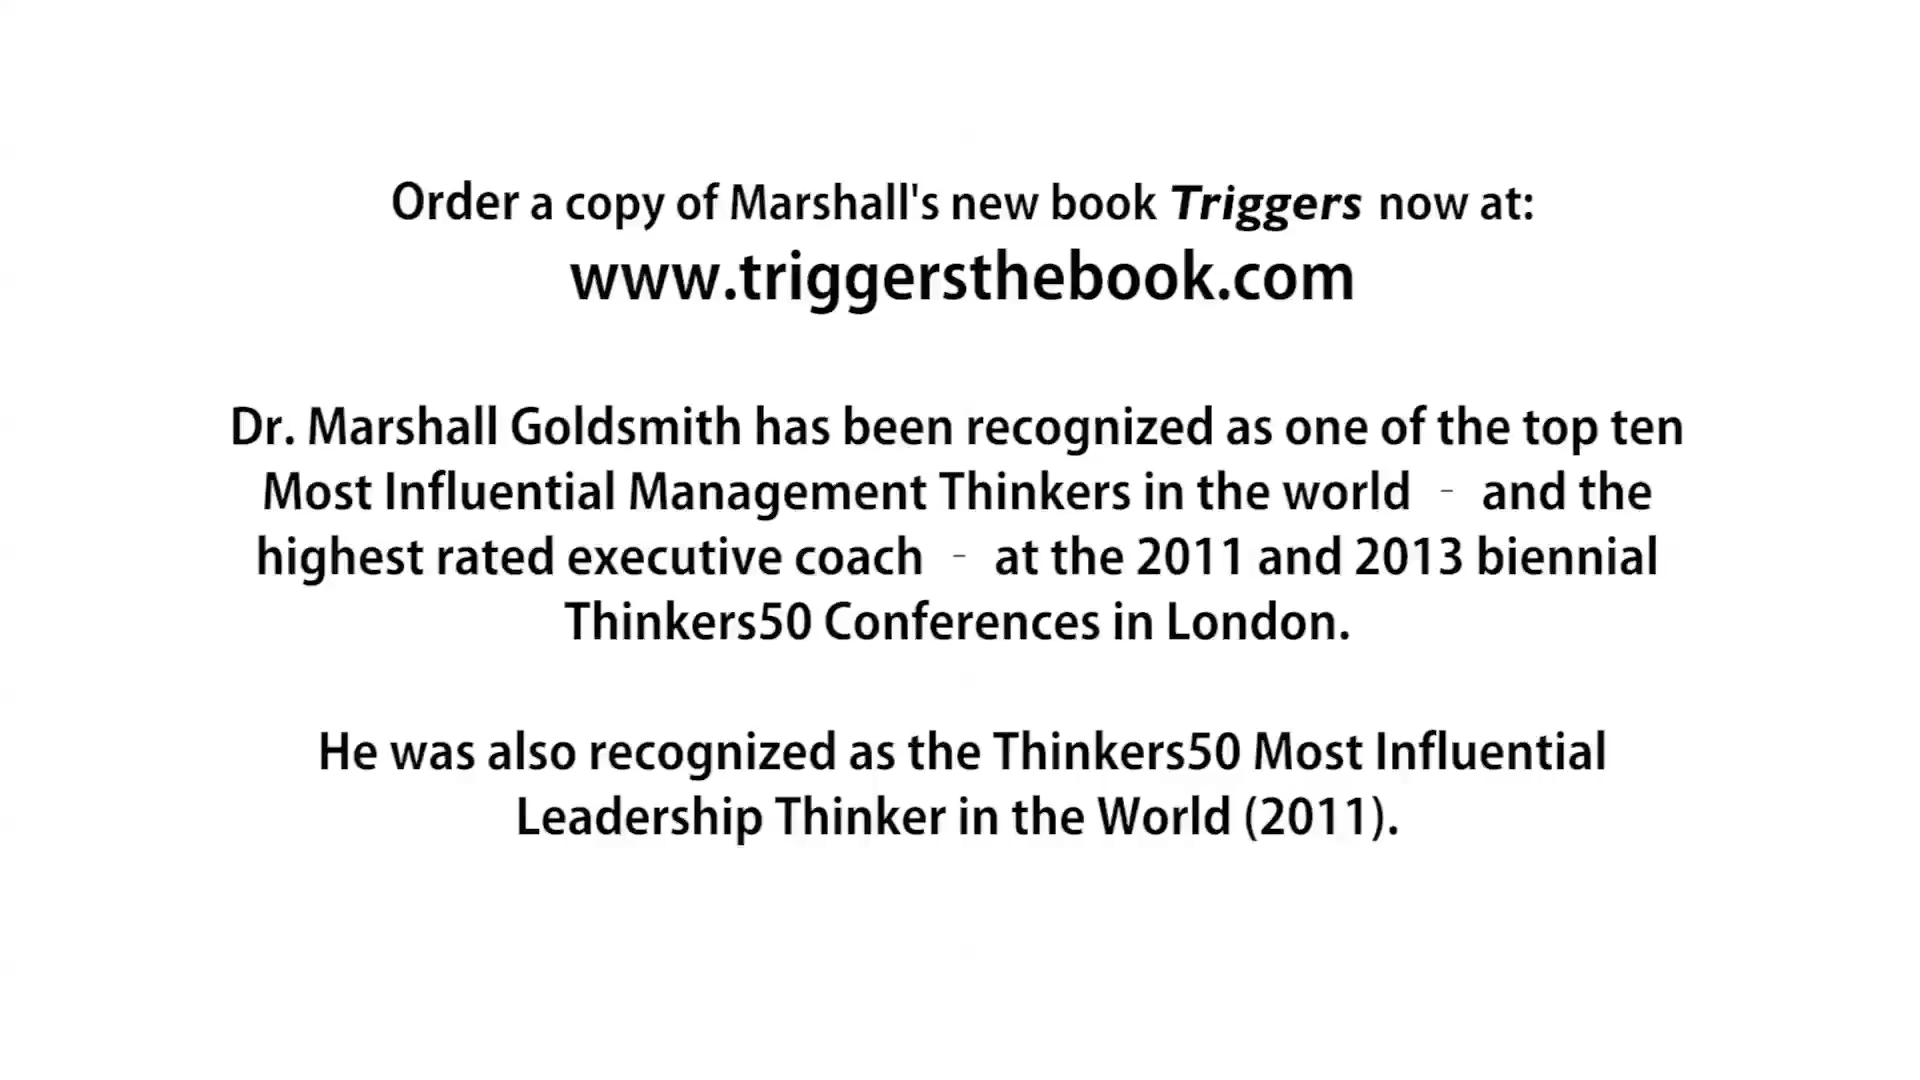 Order a copy of Marshall's new book Triggers now at:
www.triggersthebook.com
Dr. Marshall Goldsmith has been recognized as one of the top ten
Most Influential Management Thinkers in the world - and the
highest rated executive coach - at the 2011 and 2013 biennial
Thinkers50 Conferences in London.
He was also recognized as the Thinkers50 Most Influential
Leadership Thinker in the World (2011).